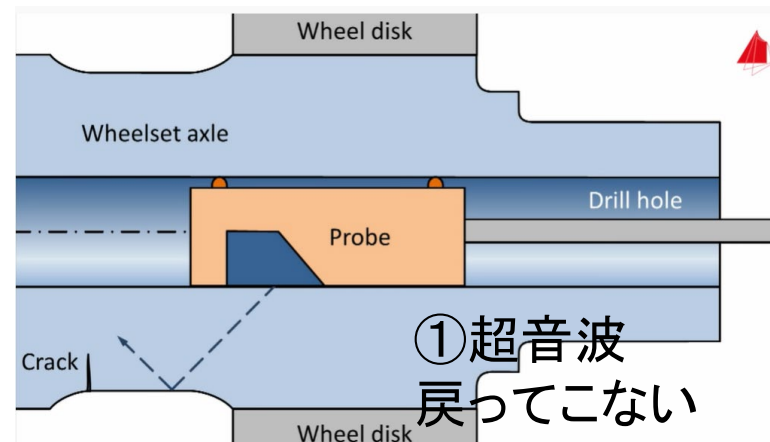 Wheel disk
Wheelset axle
Drill hole
Probe
Crack
①超音波
戻ってこない
Wheel disk